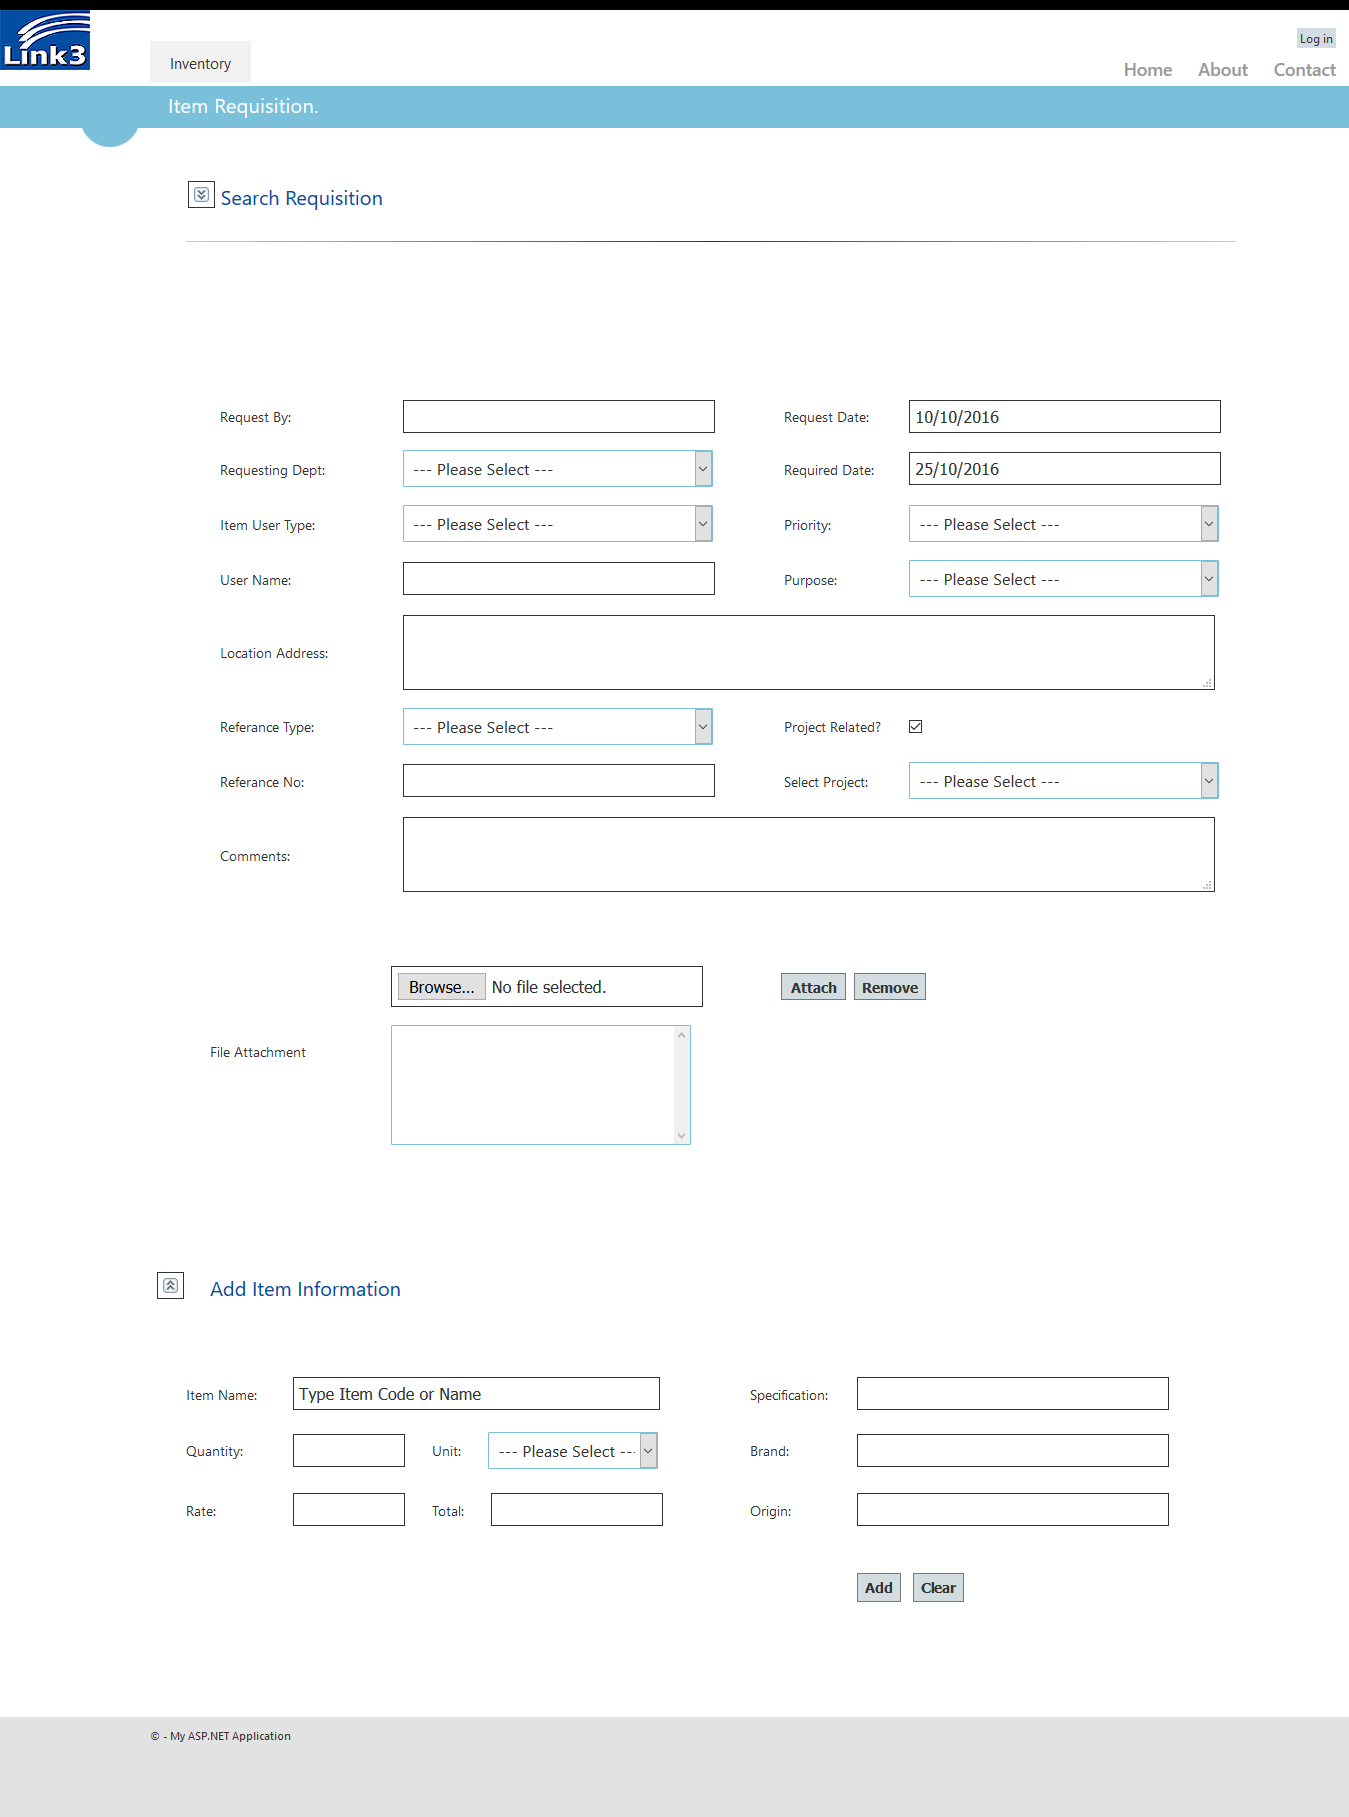 Link3
Log in
Inventory
Home About Contact
Item Requisition.
Search Requisition
Request By:
Request Date: 10/10/2016
Requesting Dept: --- Please Select ---
Required Date: 25/10/2016
Item User Type: --- Please Select ---
Priority: --- Please Select ---
User Name:
Purpose: --- Please Select ---
Location Address:
Referance Type: --- Please Select ---
Project Related?
Referance No:
Select Project: --- Please Select ---
Comments:
Browse... No file selected.
Attach Remove
File Attachment
Add Item Information
Item Name: Type Item Code or Name
Specification:
Quantity:
Unit: --- Please Select ---
Brand:
Rate:
Total:
Origin:
Add Clear
© - My ASP.NET Application